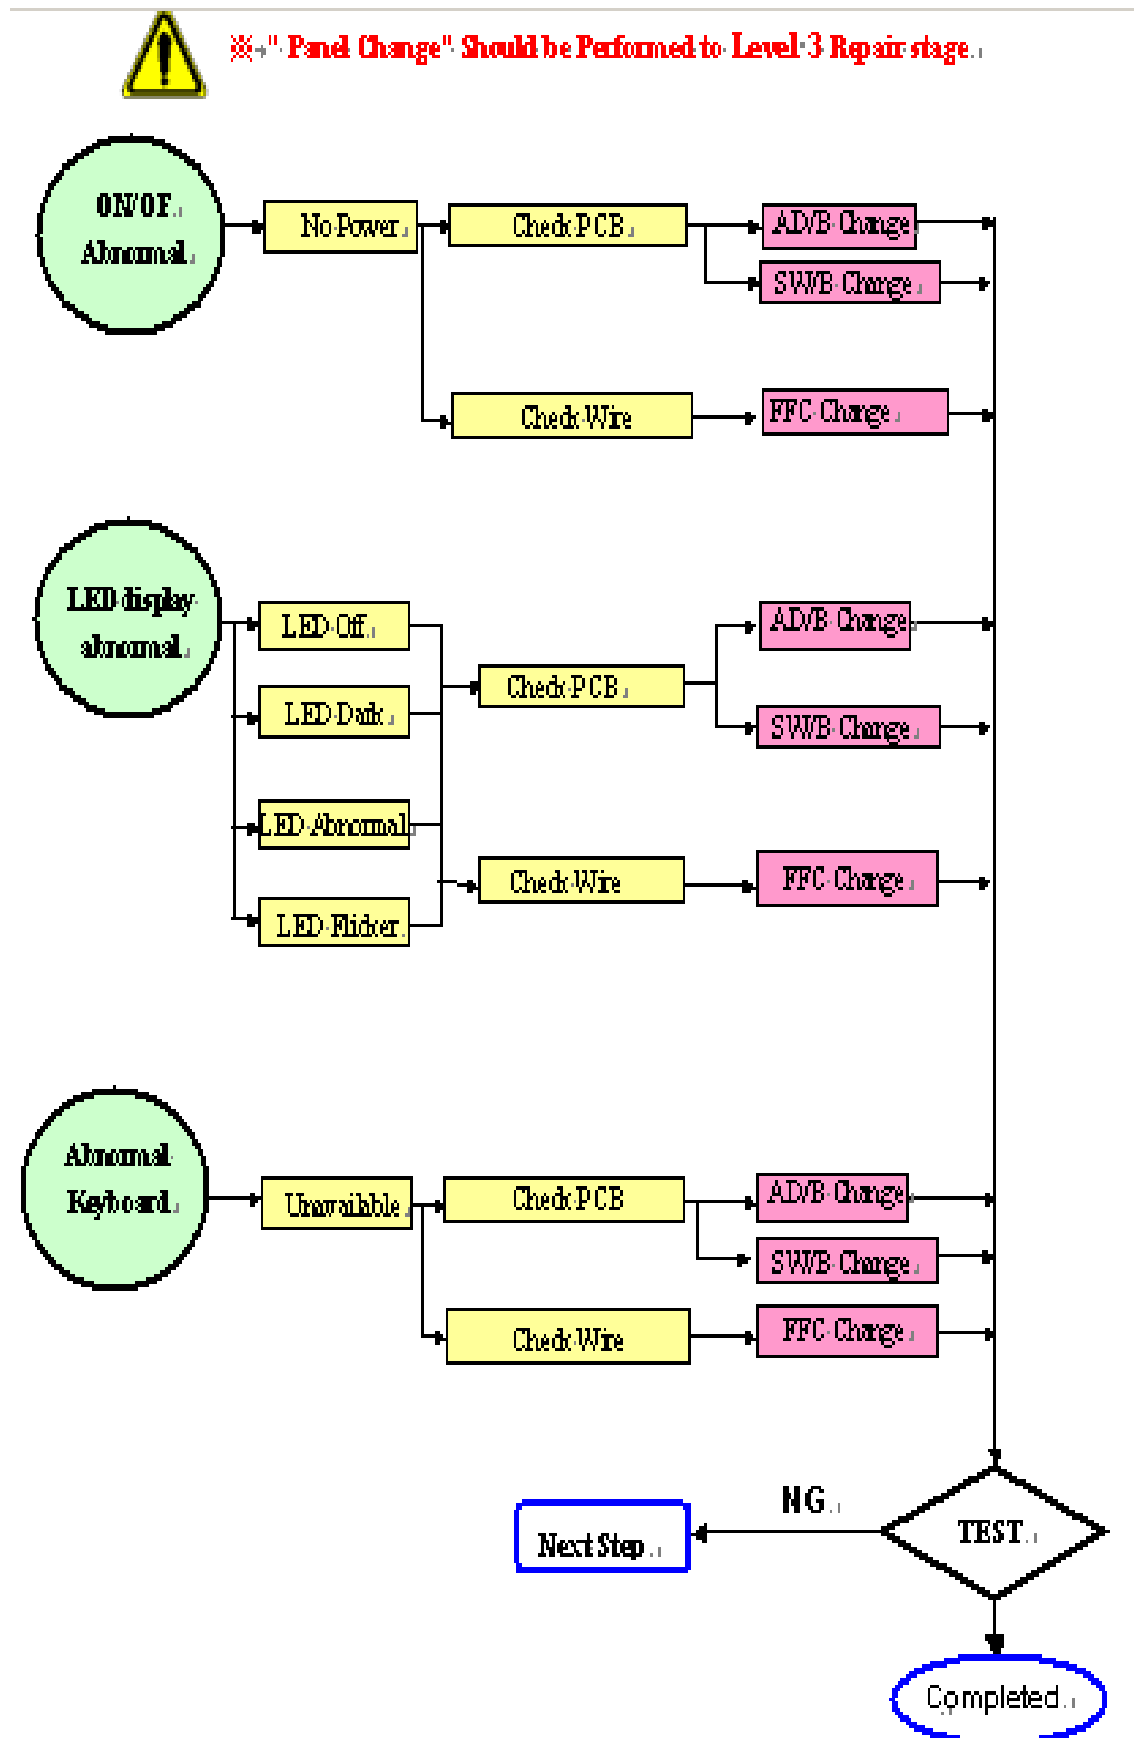 ※ " Panel Change" Should be Performed to Level 3 Repair stage.
ON/OF
Abnormal
No Power
Check PCB
AD/B Change
SW/B Change
Check Wire
FFC Change
LED display
abnormal
LED Off
LED Dark
LED Abnormal
LED Flicker
Check PCB
Check Wire
AD/B Change
SW/B Change
FFC Change
Abnormal
Keyboard
Unavailable
Check PCB
AD/B Change
SW/B Change
Check Wire
FFC Change
TEST
NG
Next Step
Completed